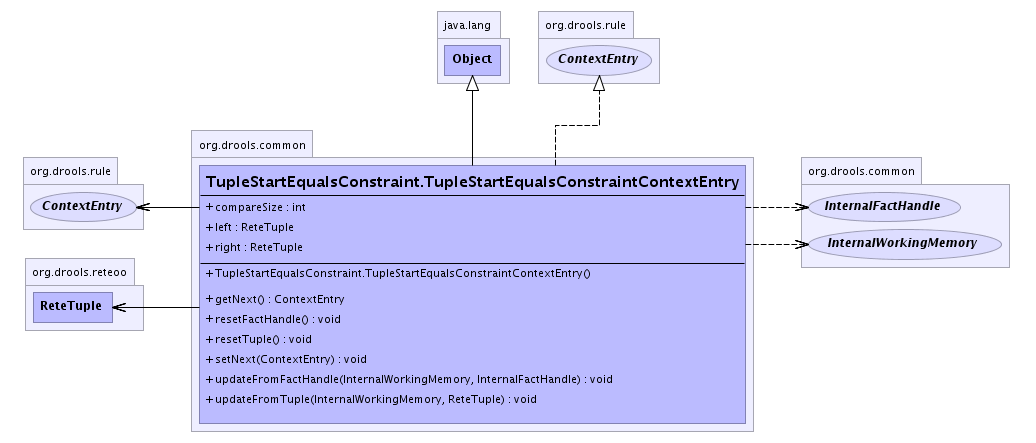 java.lang
Object
org.drools.rule
ContextEntry
org.drools.common
TupleStartEqualsConstraint.TupleStartEqualsConstraintContextEntry
+ compareSize : int
+ left : ReteTuple
+ right : ReteTuple
+ TupleStartEqualsConstraint.TupleStartEqualsConstraintContextEntry()
+ getNext() : ContextEntry
+ resetFactHandle() : void
+ resetTuple() : void
+ setNext(ContextEntry) : void
+ updateFromFactHandle(InternalWorkingMemory, InternalFactHandle) : void
+ updateFromTuple(InternalWorkingMemory, ReteTuple) : void
org.drools.rule
ContextEntry
org.drools.reteoo
ReteTuple
org.drools.common
InternalFactHandle
InternalWorkingMemory